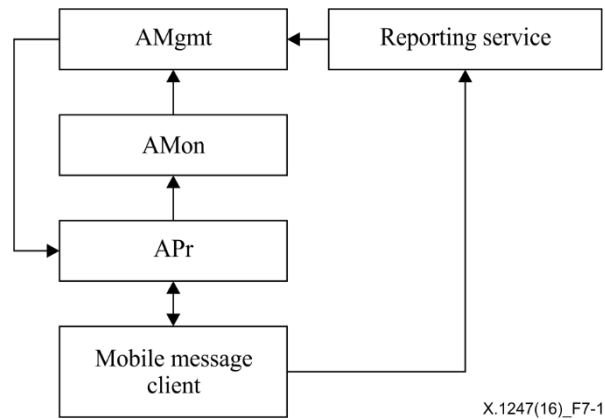 AMgmt
Reporting service
AMon
APr
Mobile message
client
X.1247(16)_F7-1